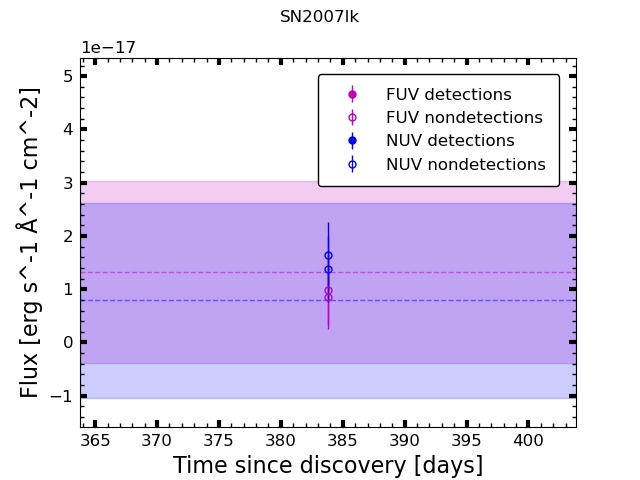 SN2007lk
1e−17
5
4
3
2
1
0
−1
FUV detections
FUV nondetections
NUV detections
NUV nondetections
Flux [erg s^-1 Å^-1 cm^-2]
365 370 375 380 385 390 395 400
Time since discovery [days]